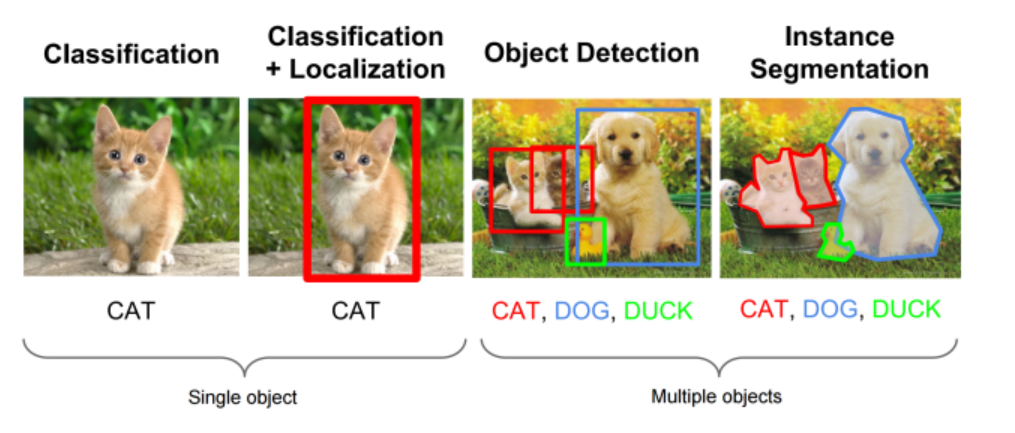 Classification
Classification
+ Localization
Object Detection
Instance
Segmentation
CAT
CAT
CAT, DOG, DUCK
CAT, DOG, DUCK
Single object
Multiple objects